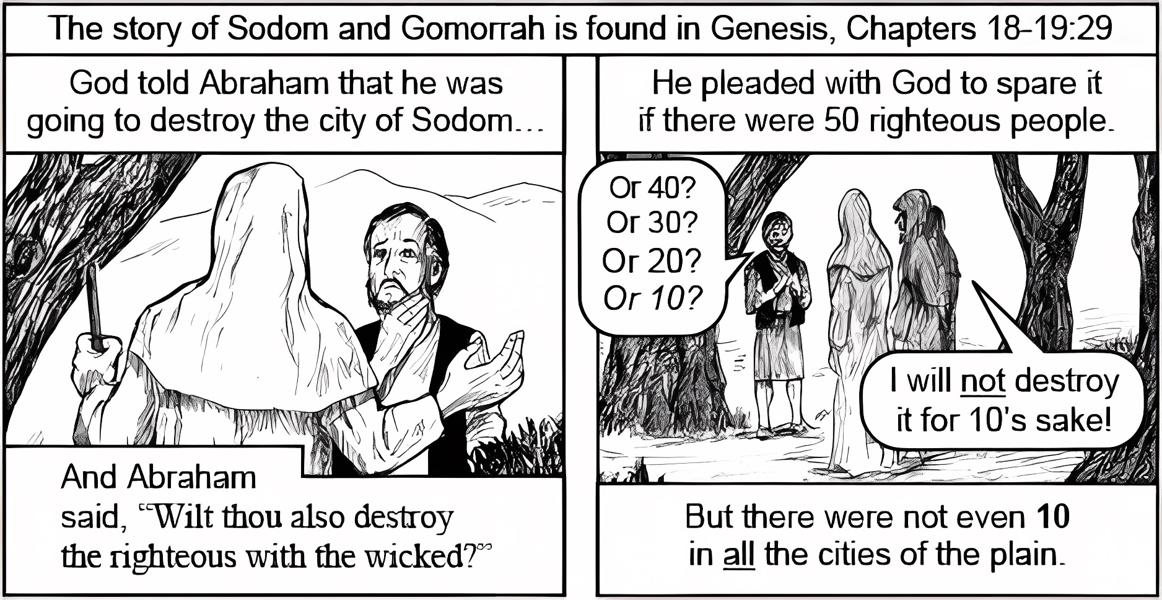 The story of Sodom and Gomorrah is found in Genesis, Chapters 18-19:29
God told Abraham that he was
going to destroy the city of Sodom...
And Abraham
said, “Wilt thou also destroy
the righteous with the wicked?”
He pleaded with God to spare it
if there were 50 righteous people.
Or 40?
Or 30?
Or 20?
Or 10?
I will not destroy
it for 10's sake!
But there were not even 10
in all the cities of the plain.